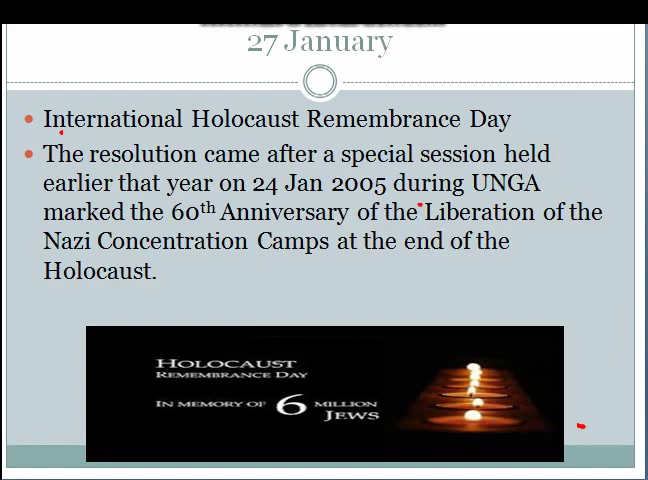 27 January
International Holocaust Remembrance Day
The resolution came after a special session held
earlier that year on 24 Jan 2005 during UNGA
marked the 60th Anniversary of the Liberation of the
Nazi Concentration Camps at the end of the
Holocaust.
HOLOCAUST
REMEMBRANCE DAY
IN MEMORY OF 6 MILLION
JEWS